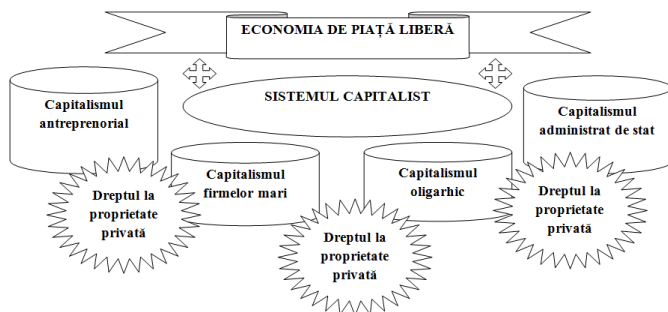 ECONOMIA DE PIAȚĂ LIBERĂ
SISTEMUL CAPITALIST
Capitalismul
antreprenorial
Capitalismul
firmelor mari
Capitalismul
oligarhic
Capitalismul
administrat de stat
Dreptul la
proprietate
privată
Dreptul la
proprietate
privată
Dreptul la
proprietate
privată